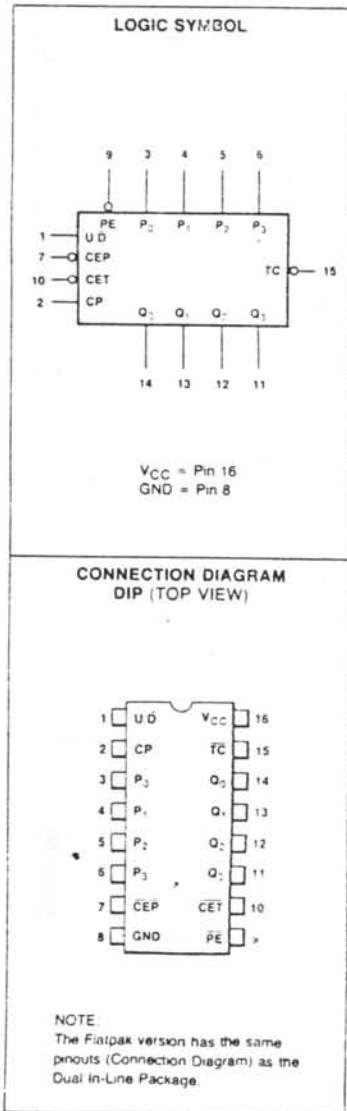 LOGIC SYMBOL
9 3 4 5 6
PE P0 P1 P2 P3
1 U D
7 CEP
10 CET
2 CP
TC 15
Q0 Q1 Q2 Q3
14 13 12 11
VCC = Pin 16
GND = Pin 8
CONNECTION DIAGRAM
DIP (TOP VIEW)
1 U D VCC 16
2 CP TC 15
3 P0 Q0 14
4 P1 Q1 13
5 P2 Q2 12
6 P3 Q3 11
7 CEP CET 10
8 GND PE
NOTE:
The Flatpak version has the same
pinouts (Connection Diagram) as the
Dual In-Line Package.